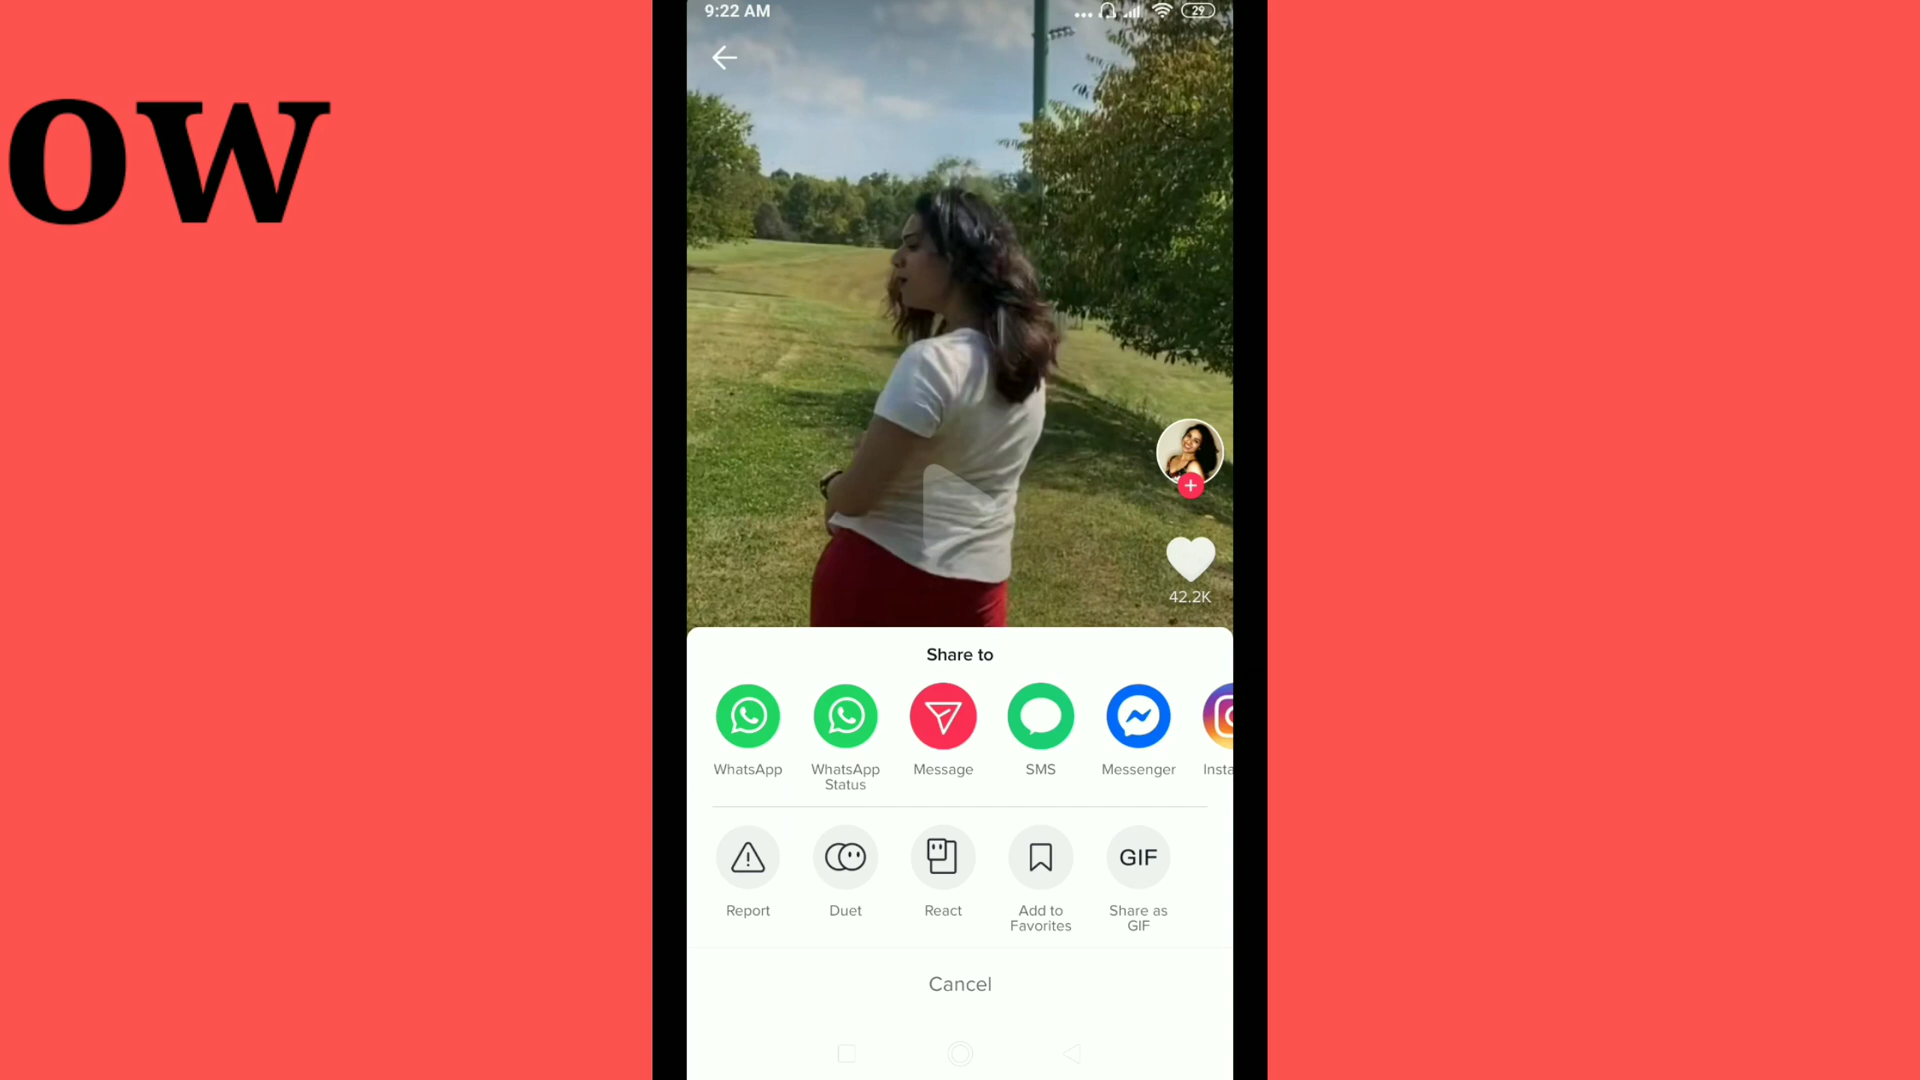 ow
9:22 AM
29
42.2K
Share to
WhatsApp
WhatsApp Status
Message
SMS
Messenger
Insta
Report
Duet
React
Add to Favorites
GIF
Share as GIF
Cancel